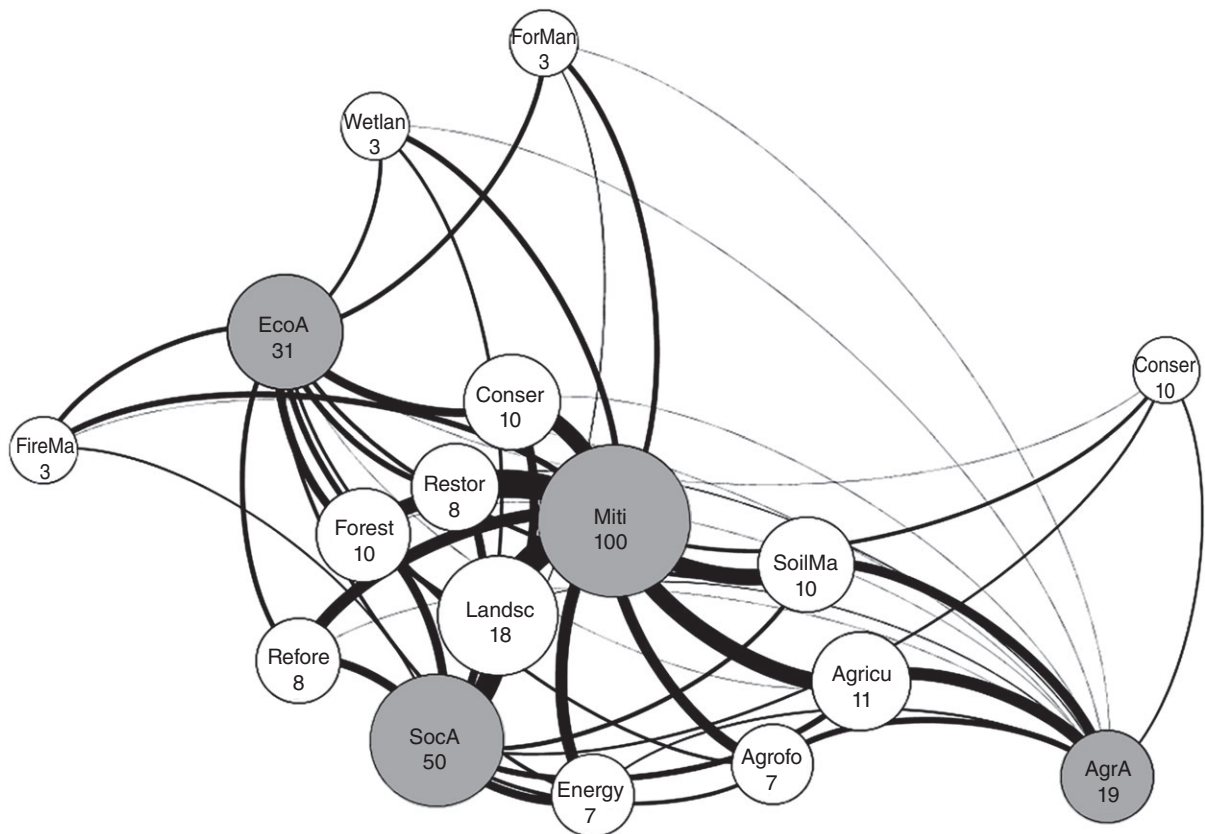 ForMan
3
Wetlan
3
EcoA
31
Conser
10
Conser
10
FireMa
3
Restor
8
Forest
10
Miti
100
SoilMa
10
Landsc
18
Refore
8
Agricu
11
SocA
50
Agrofo
7
Energy
7
AgrA
19